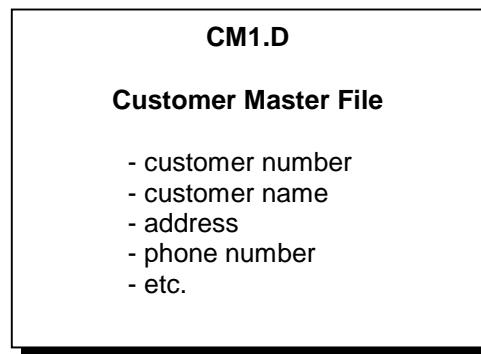 CM1.D
Customer Master File
- customer number
- customer name
- address
- phone number
- etc.